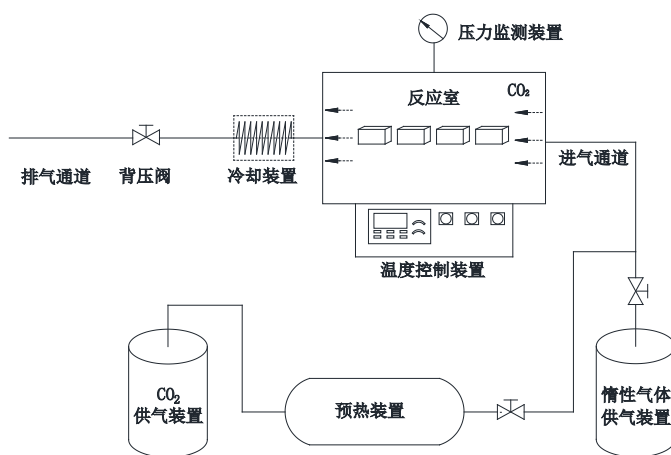 压力监测装置
反应室
CO₂
排气通道
背压阀
冷却装置
进气通道
温度控制装置
CO₂
供气装置
预热装置
惰性气体
供气装置